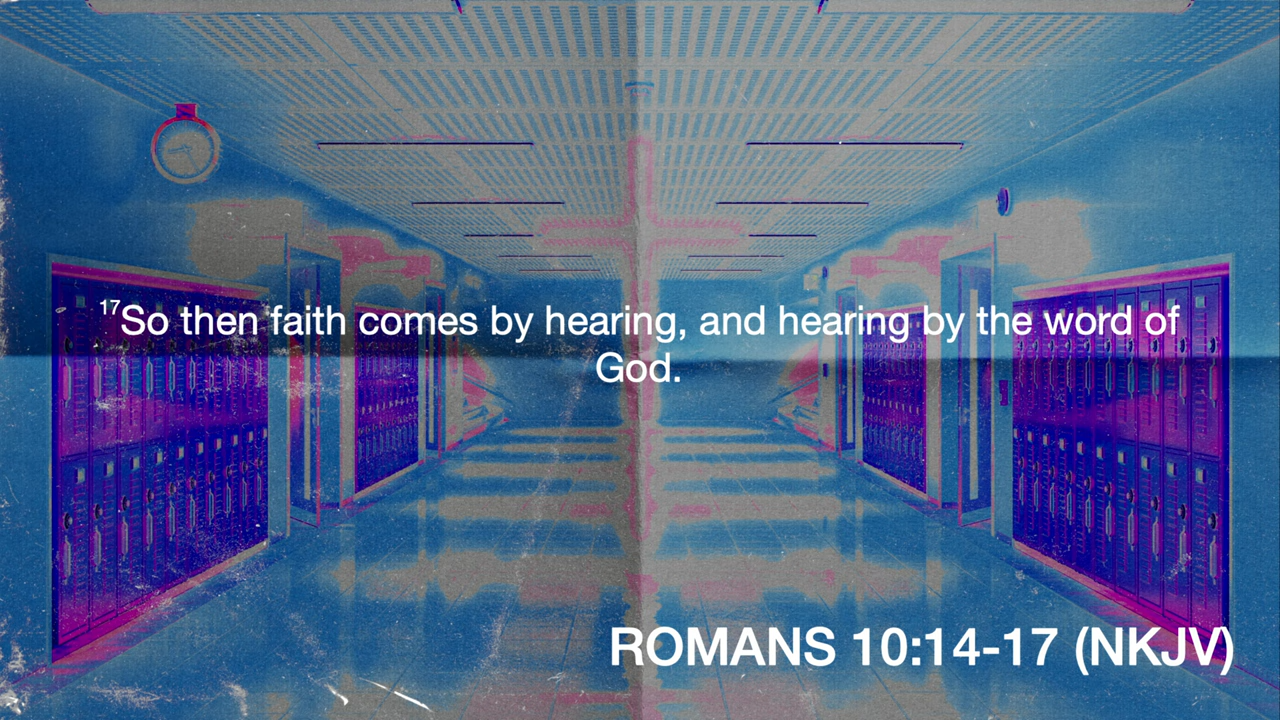 17So then faith comes by hearing, and hearing by the word of
God.
ROMANS 10:14-17 (NKJV)